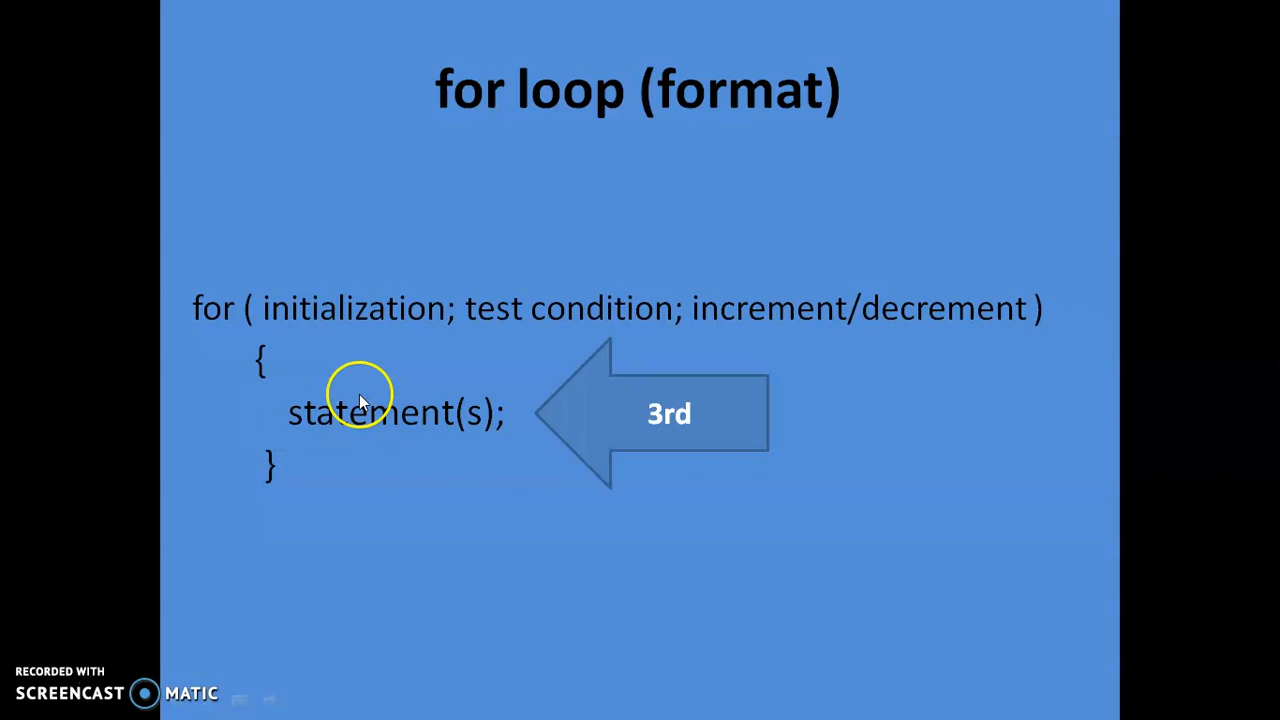 for loop (format)
for ( initialization; test condition; increment/decrement )
{
statement(s);
3rd
}
RECORDED WITH
SCREENCAST MATIC